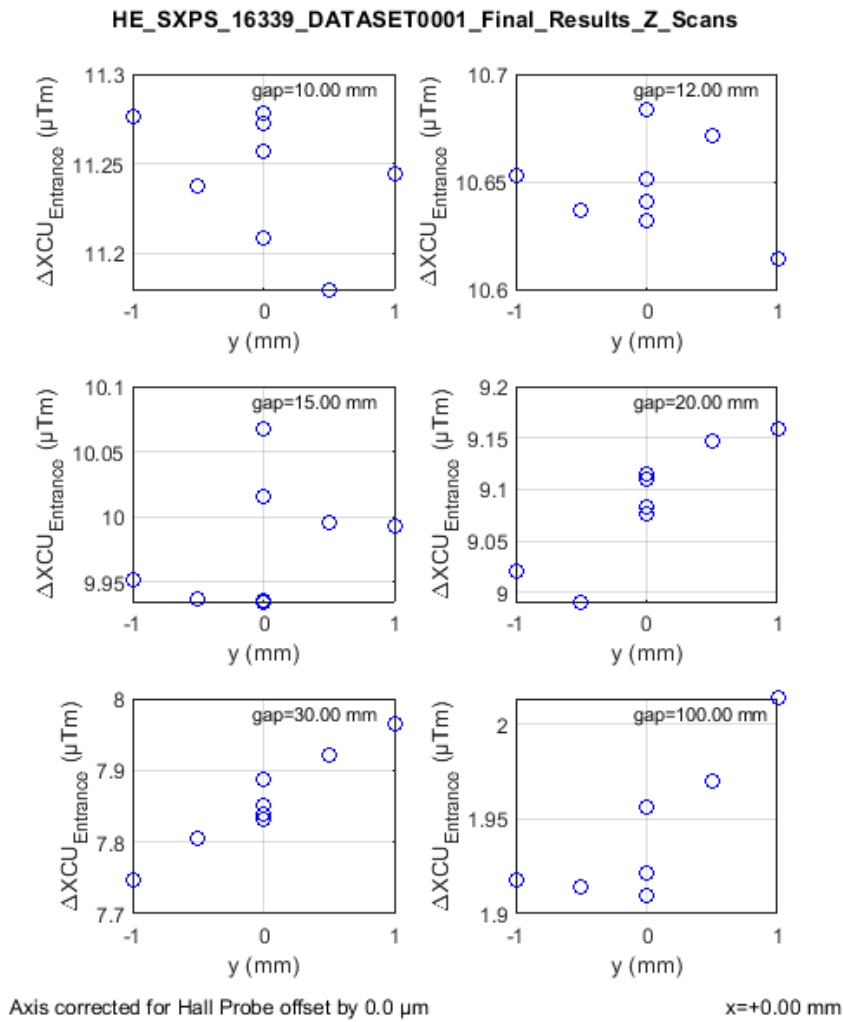 HE_SXPS_16339_DATASET0001_Final_Results_Z_Scans
gap=10.00 mm
ΔXCU_Entrance (µTm)
11.3
11.25
11.2
-1 0 1
y (mm)
gap=12.00 mm
ΔXCU_Entrance (µTm)
10.7
10.65
10.6
-1 0 1
y (mm)
gap=15.00 mm
ΔXCU_Entrance (µTm)
10.1
10.05
10
9.95
-1 0 1
y (mm)
gap=20.00 mm
ΔXCU_Entrance (µTm)
9.2
9.15
9.1
9.05
9
-1 0 1
y (mm)
gap=30.00 mm
ΔXCU_Entrance (µTm)
8
7.9
7.8
7.7
-1 0 1
y (mm)
gap=100.00 mm
ΔXCU_Entrance (µTm)
2
1.95
1.9
-1 0 1
y (mm)
Axis corrected for Hall Probe offset by 0.0 µm
x=+0.00 mm